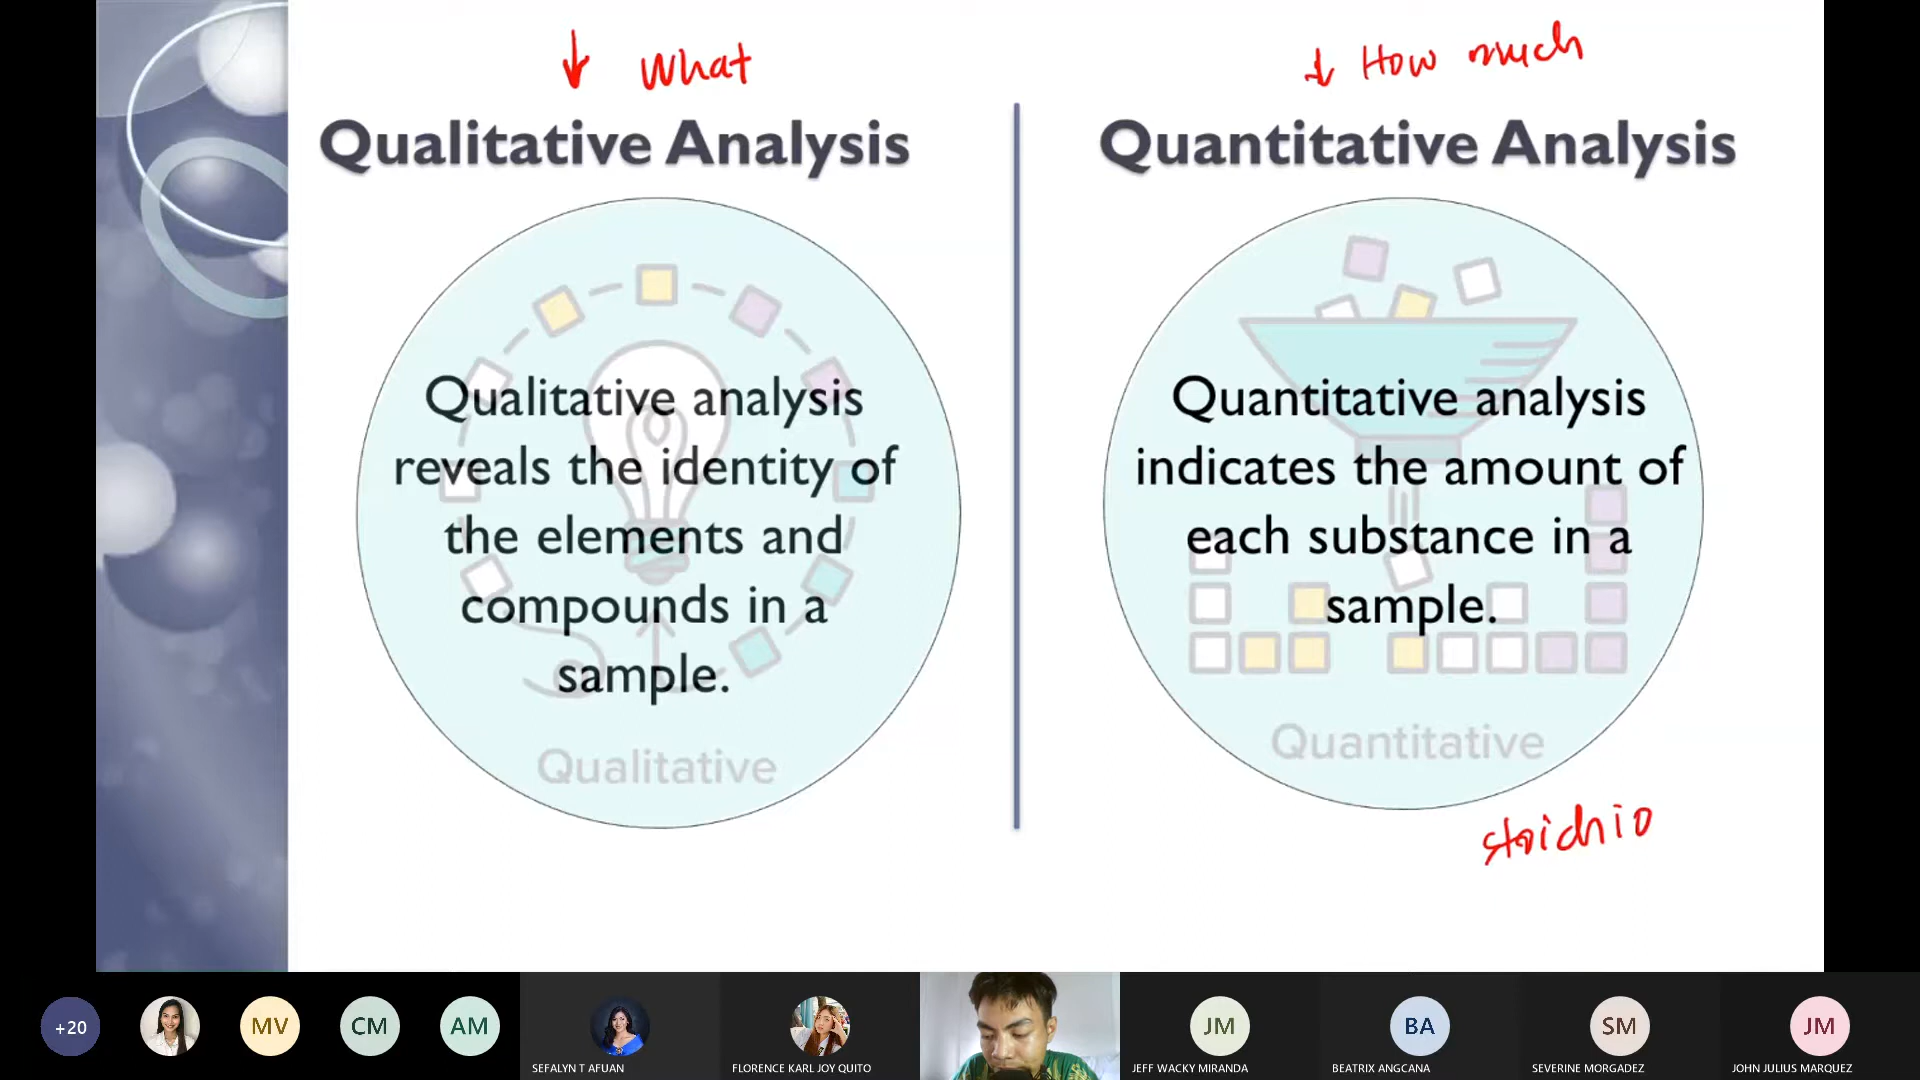 ↓ What
↓ How much
Qualitative Analysis
Quantitative Analysis
Qualitative analysis
reveals the identity of
the elements and
compounds in a
sample.
Qualitative
Quantitative analysis
indicates the amount of
each substance in a
sample.
Quantitative
stoichio
+20
MV
CM
AM
SEFALYN T AFUAN
FLORENCE KARL JOY QUITO
JM
JEFF WACKY MIRANDA
BA
BEATRIX ANGCANA
SM
SEVERINE MORGADEZ
JM
JOHN JULIUS MARQUEZ